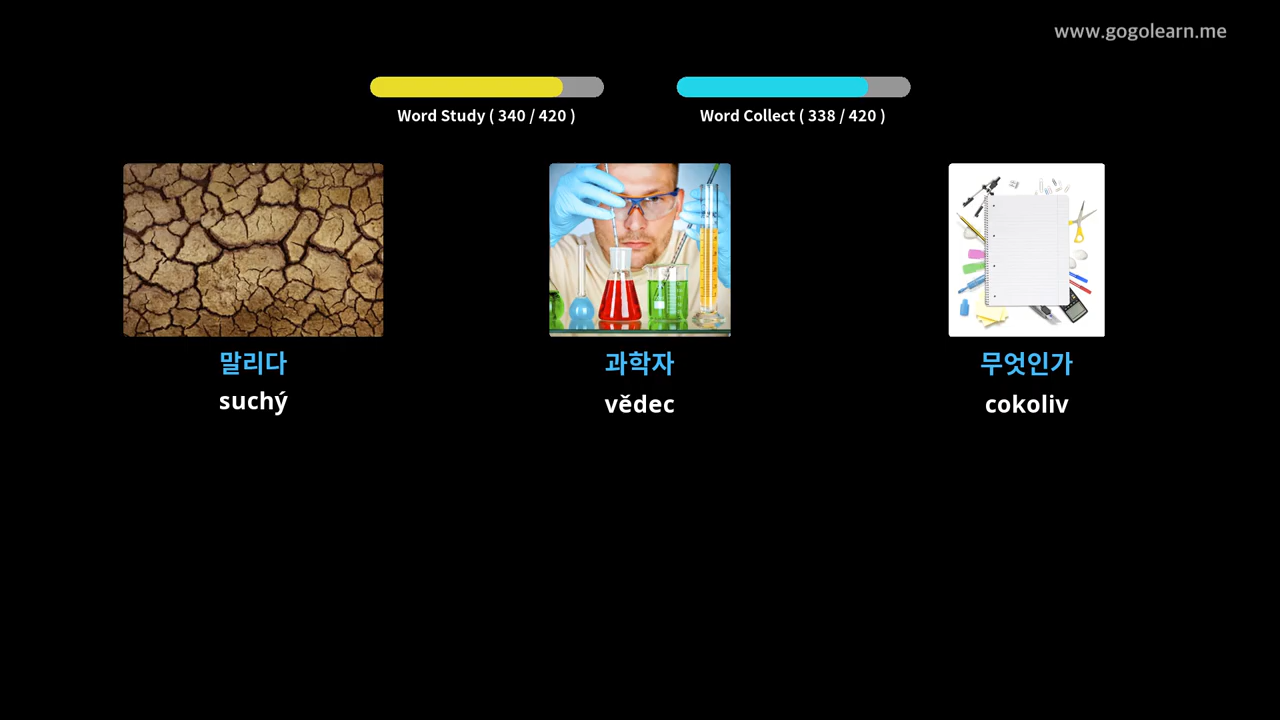 www.gogolearn.me
Word Study ( 340 / 420 )
Word Collect ( 338 / 420 )
말리다
과학자
무엇인가
suchý
vědec
cokoliv